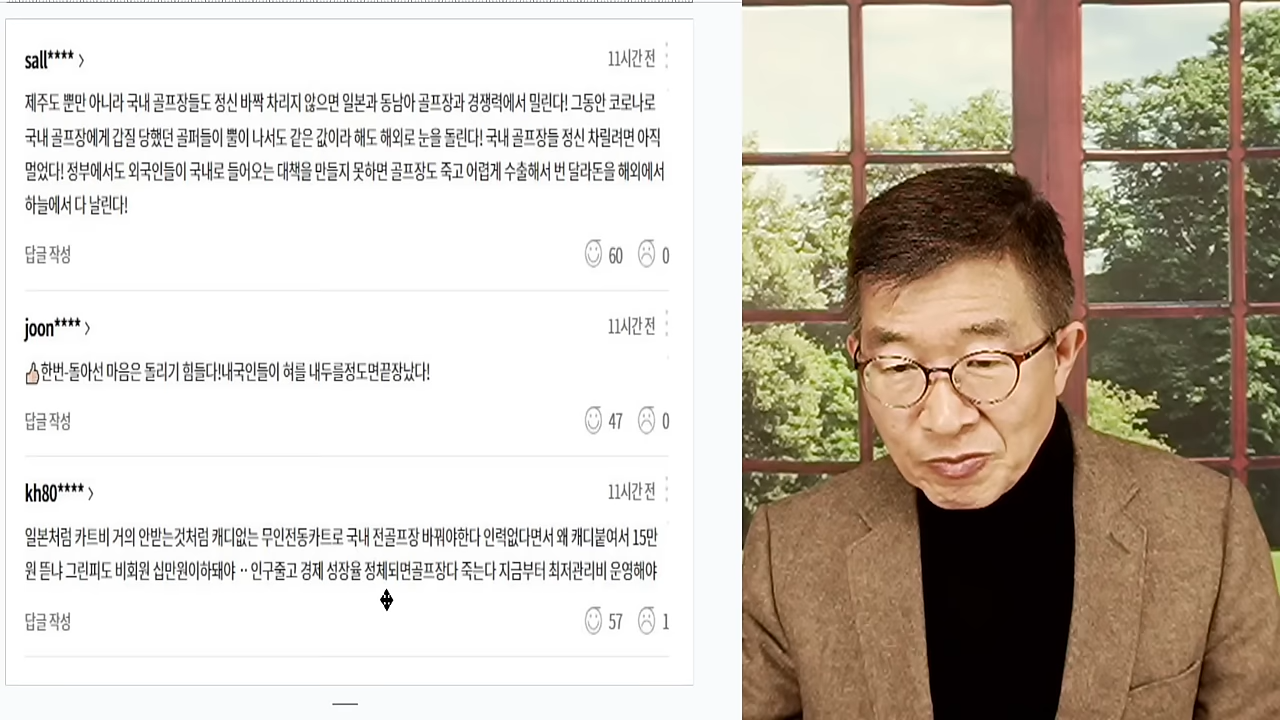 sall**** 〉
11시간 전
제주도 뿐만 아니라 국내 골프장들도 정신 바짝 차리지 않으면 일본과 동남아 골프장과 경쟁력에서 밀린다! 그동안 코로나로
국내 골프장에게 갑질 당했던 골퍼들이 뿔이 나서도 같은 값이라 해도 해외로 눈을 돌린다! 국내 골프장들 정신 차릴려면 아직
멀었다! 정부에서도 외국인들이 국내로 들어오는 대책을 만들지 못하면 골프장도 죽고 어렵게 수출해서 번 달라돈을 해외에서
하늘에서 다 날린다!
답글 작성
60 0
joon**** 〉
11시간 전
👍한번-돌아선 마음은 돌리기 힘들다!내국인들이 혀를 내두를정도면끝장났다!
답글 작성
47 0
kh80**** 〉
11시간 전
일본처럼 카트비 거의 안받는것처럼 캐디없는 무인전동카트로 국내 전골프장 바꿔야한다 인력없다면서 왜 캐디붙여서 15만
원 뜯냐 그린피도 비회원 십만원이하돼야 ·· 인구줄고 경제 성장율 정체되면골프장다 죽는다 지금부터 최저관리비 운영해야
답글 작성
57 1